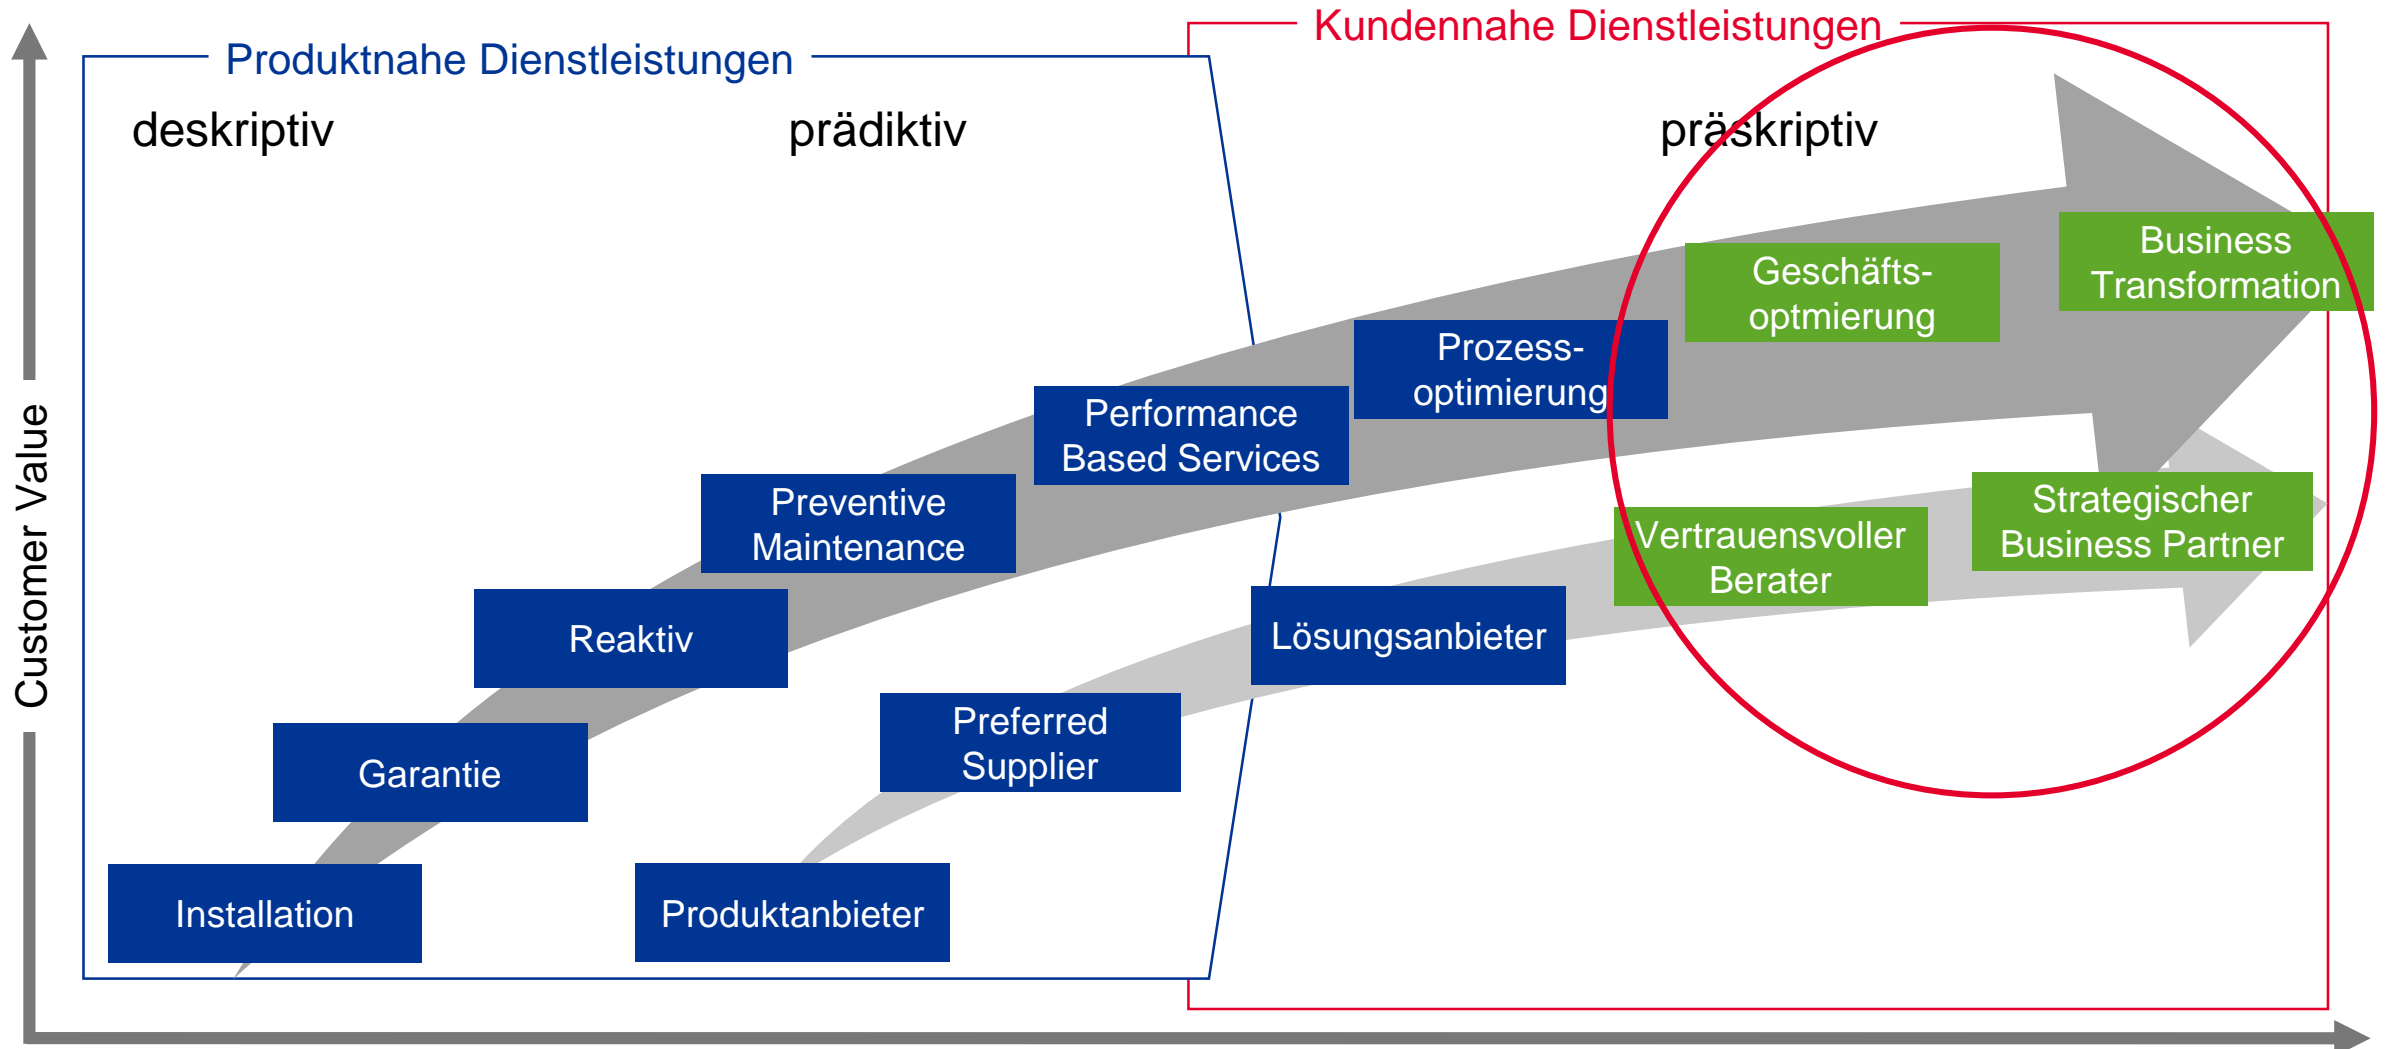 Kundennahe Dienstleistungen
Produktnahe Dienstleistungen
deskriptiv
prädiktiv
präskriptiv
Business
Transformation
Geschäfts-
optmierung
Prozess-
optimierung
Performance
Based Services
Preventive
Maintenance
Reaktiv
Garantie
Installation
Strategischer
Business Partner
Vertrauensvoller
Berater
Lösungsanbieter
Preferred
Supplier
Produktanbieter
Customer Value